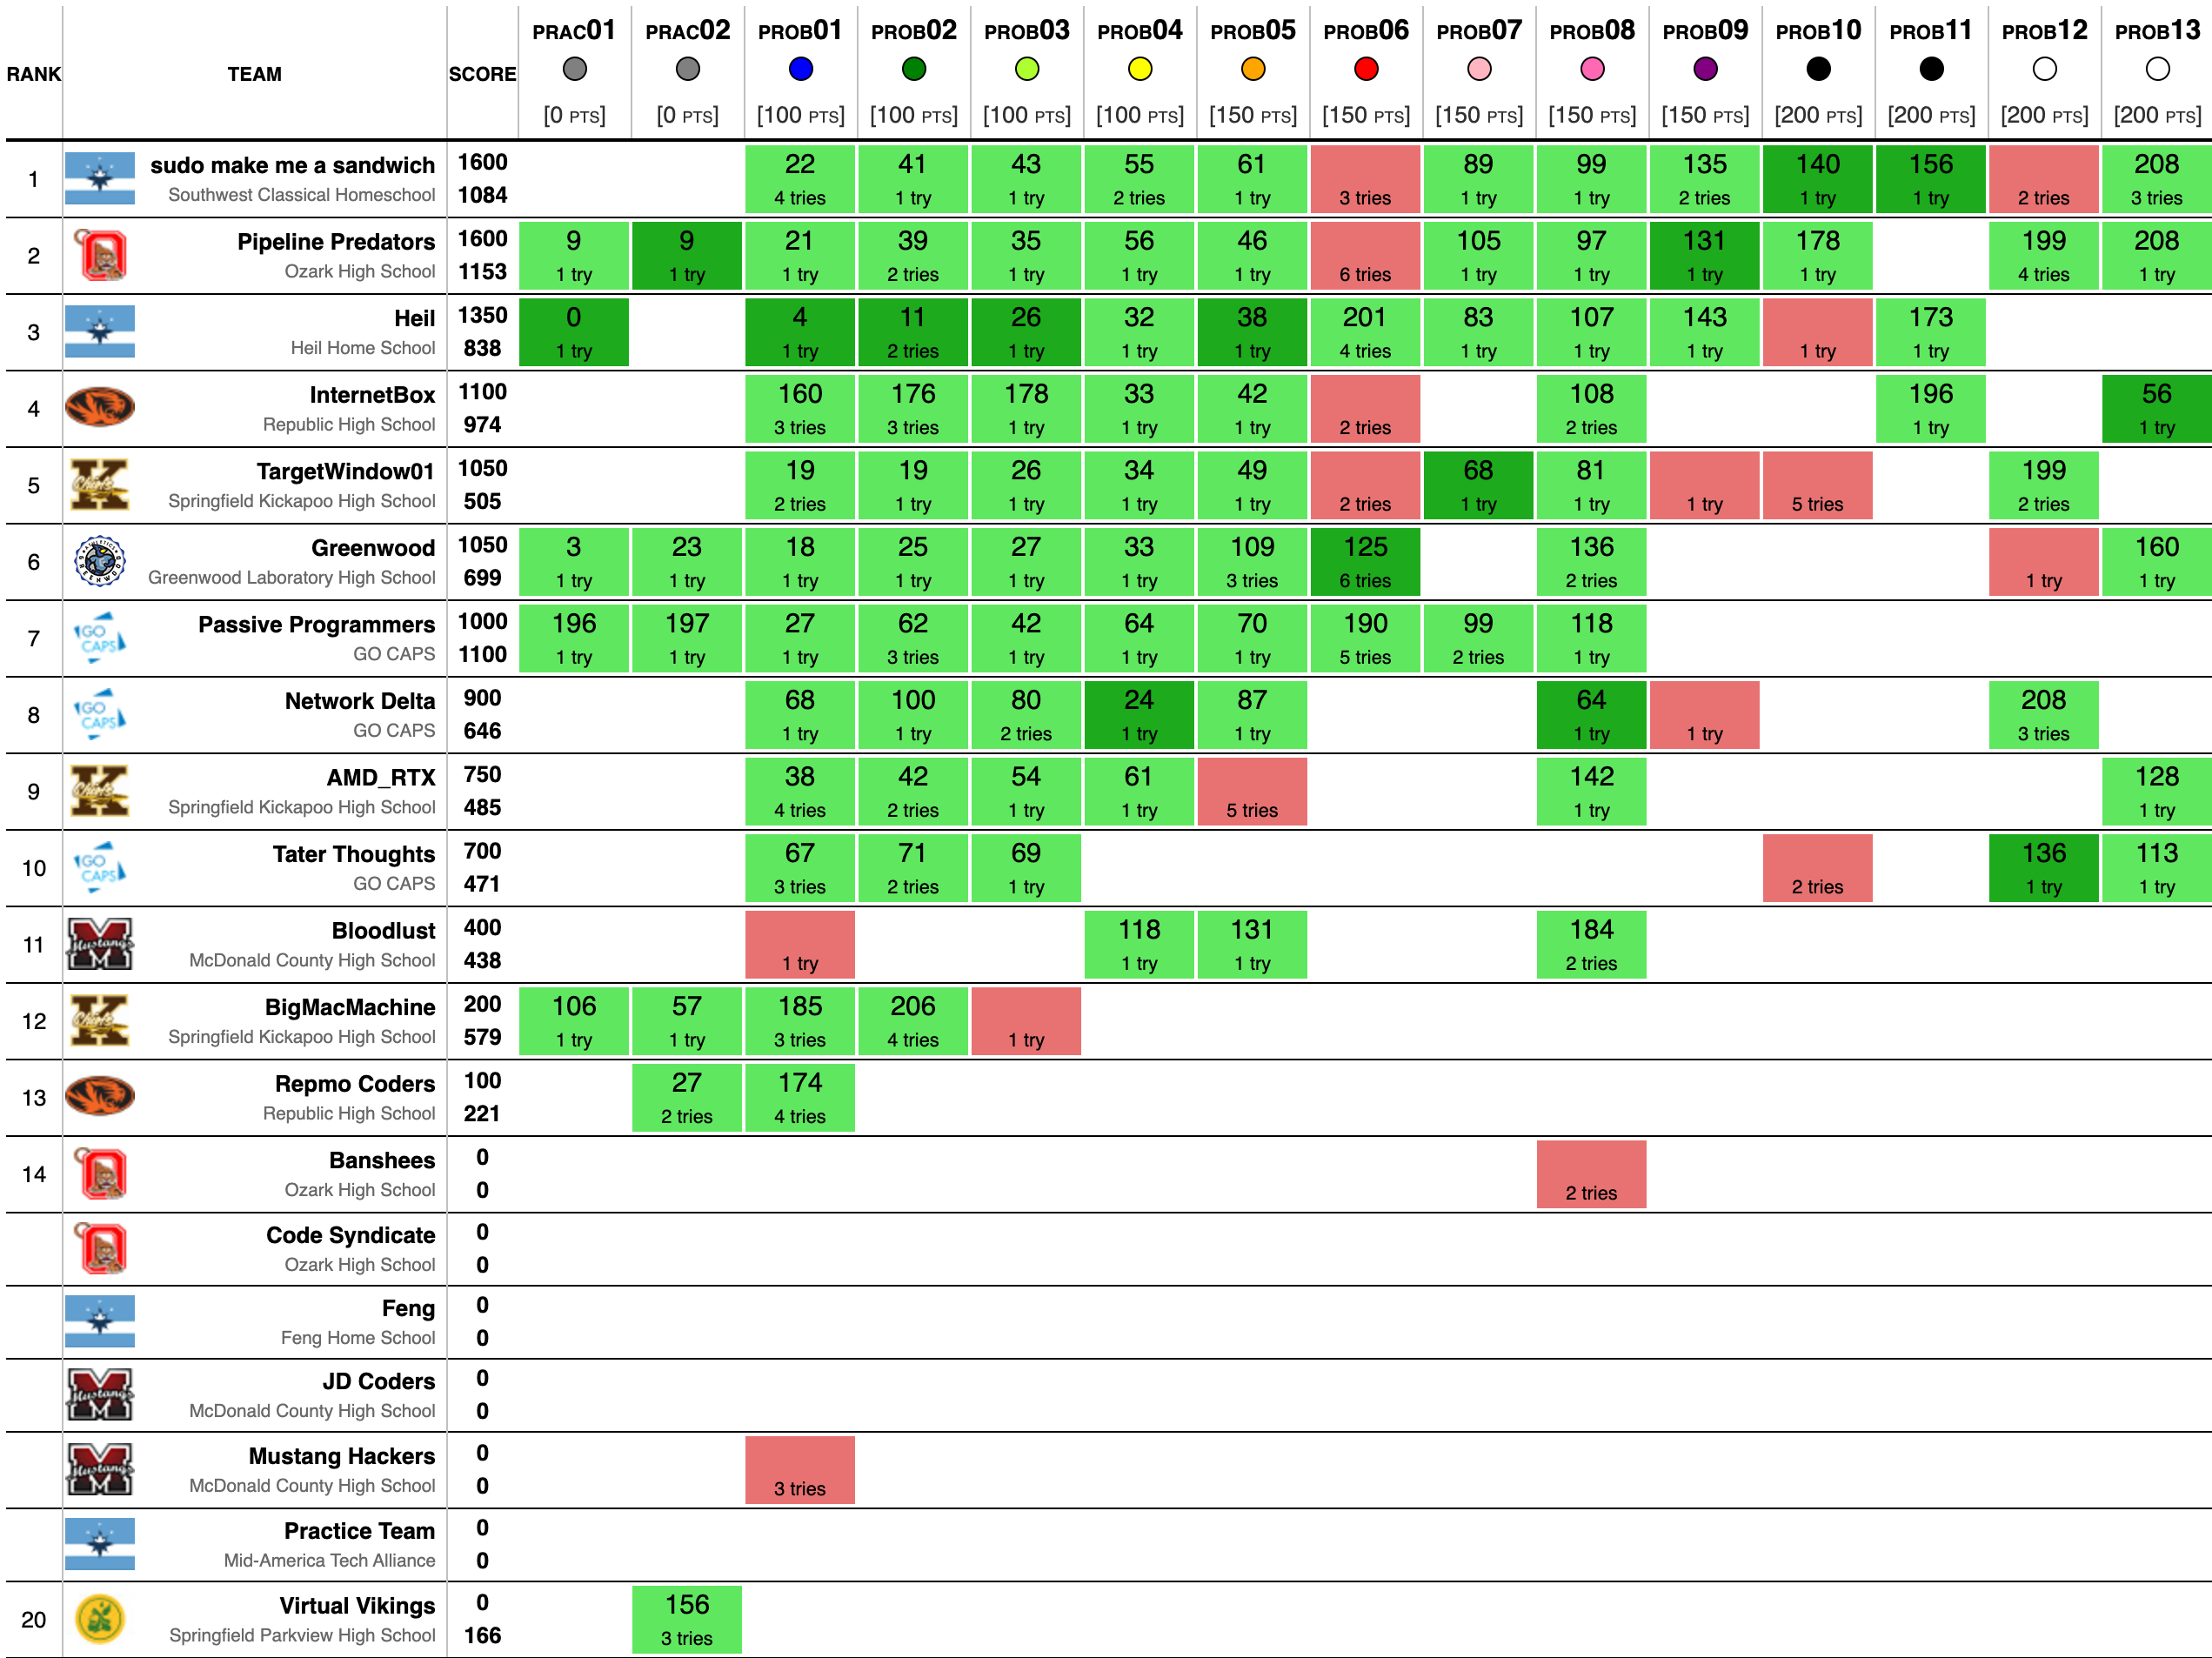 RANK TEAM SCORE PRAC01 PRAC02 PROB01 PROB02 PROB03 PROB04 PROB05 PROB06 PROB07 PROB08 PROB09 PROB10 PROB11 PROB12 PROB13
[0 PTS] [0 PTS] [100 PTS] [100 PTS] [100 PTS] [100 PTS] [150 PTS] [150 PTS] [150 PTS] [150 PTS] [150 PTS] [200 PTS] [200 PTS] [200 PTS] [200 PTS]
1 sudo make me a sandwich 1600 22 41 43 55 61 89 99 135 140 156 208
Southwest Classical Homeschool 1084 4 tries 1 try 1 try 2 tries 1 try 3 tries 1 try 1 try 2 tries 1 try 1 try 2 tries 3 tries
2 Pipeline Predators 1600 9 9 21 39 35 56 46 105 97 131 178 199 208
Ozark High School 1153 1 try 1 try 1 try 2 tries 1 try 1 try 1 try 6 tries 1 try 1 try 1 try 1 try 4 tries 1 try
3 Heil 1350 0 4 11 26 32 38 201 83 107 143 173
Heil Home School 838 1 try 1 try 2 tries 1 try 1 try 1 try 4 tries 1 try 1 try 1 try 1 try 1 try
4 InternetBox 1100 160 176 178 33 42 108 196 56
Republic High School 974 3 tries 3 tries 1 try 1 try 1 try 2 tries 2 tries 1 try 1 try
5 K Chiefs TargetWindow01 1050 19 19 26 34 49 68 81 199
Springfield Kickapoo High School 505 2 tries 1 try 1 try 1 try 1 try 2 tries 1 try 1 try 1 try 5 tries 2 tries
6 Greenwood 1050 3 23 18 25 27 33 109 125 136 160
Greenwood Laboratory High School 699 1 try 1 try 1 try 1 try 1 try 1 try 3 tries 6 tries 2 tries 1 try 1 try
7 GO CAPS Passive Programmers 1000 196 197 27 62 42 64 70 190 99 118
GO CAPS 1100 1 try 1 try 1 try 3 tries 1 try 1 try 1 try 5 tries 2 tries 1 try
8 GO CAPS Network Delta 900 68 100 80 24 87 64 208
GO CAPS 646 1 try 1 try 2 tries 1 try 1 try 1 try 1 try 3 tries
9 K Chiefs AMD_RTX 750 38 42 54 61 142 128
Springfield Kickapoo High School 485 4 tries 2 tries 1 try 1 try 5 tries 1 try 1 try
10 GO CAPS Tater Thoughts 700 67 71 69 136 113
GO CAPS 471 3 tries 2 tries 1 try 2 tries 1 try 1 try
11 M Mustangs Bloodlust 400 118 131 184
McDonald County High School 438 1 try 1 try 1 try 2 tries
12 K Chiefs BigMacMachine 200 106 57 185 206
Springfield Kickapoo High School 579 1 try 1 try 3 tries 4 tries 1 try
13 Repmo Coders 100 27 174
Republic High School 221 2 tries 4 tries
14 Banshees 0
Ozark High School 0 2 tries
Code Syndicate 0
Ozark High School 0
Feng 0
Feng Home School 0
M Mustangs JD Coders 0
McDonald County High School 0
M Mustangs Mustang Hackers 0
McDonald County High School 0 3 tries
Practice Team 0
Mid-America Tech Alliance 0
20 Virtual Vikings 0 156
Springfield Parkview High School 166 3 tries